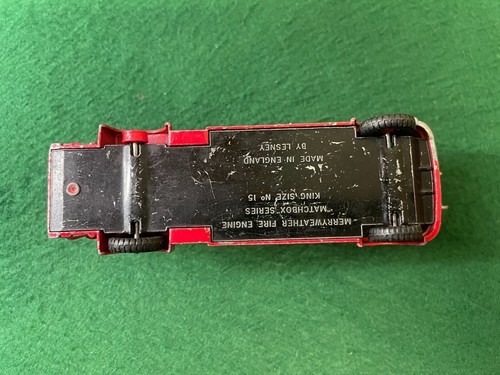 MERRYWEATHER FIRE ENGINE
"MATCHBOX SERIES
KING SIZE Nº 15
MADE IN ENGLAND
BY LESNEY